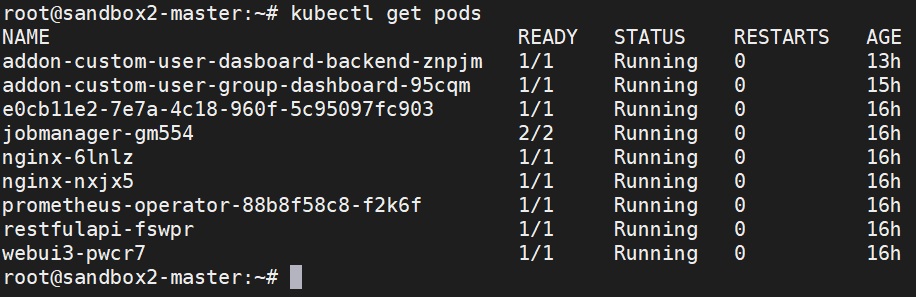 root@sandbox2-master:~# kubectl get pods
NAME READY STATUS RESTARTS AGE
addon-custom-user-dasboard-backend-znpjm 1/1 Running 0 13h
addon-custom-user-group-dashboard-95cqm 1/1 Running 0 15h
e0cb11e2-7e7a-4c18-960f-5c95097fc903 1/1 Running 0 16h
jobmanager-gm554 2/2 Running 0 16h
nginx-6lnlz 1/1 Running 0 16h
nginx-nxjx5 1/1 Running 0 16h
prometheus-operator-88b8f58c8-f2k6f 1/1 Running 0 16h
restfulapi-fswpr 1/1 Running 0 16h
webui3-pwcr7 1/1 Running 0 16h
root@sandbox2-master:~#